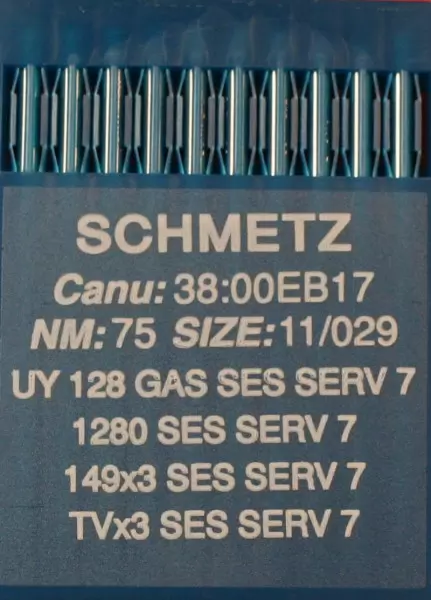 SCHMETZ
Canu: 38:00EB17
NM: 75 SIZE: 11/029
UY 128 GAS SES SERV 7
1280 SES SERV 7
149x3 SES SERV 7
TVx3 SES SERV 7